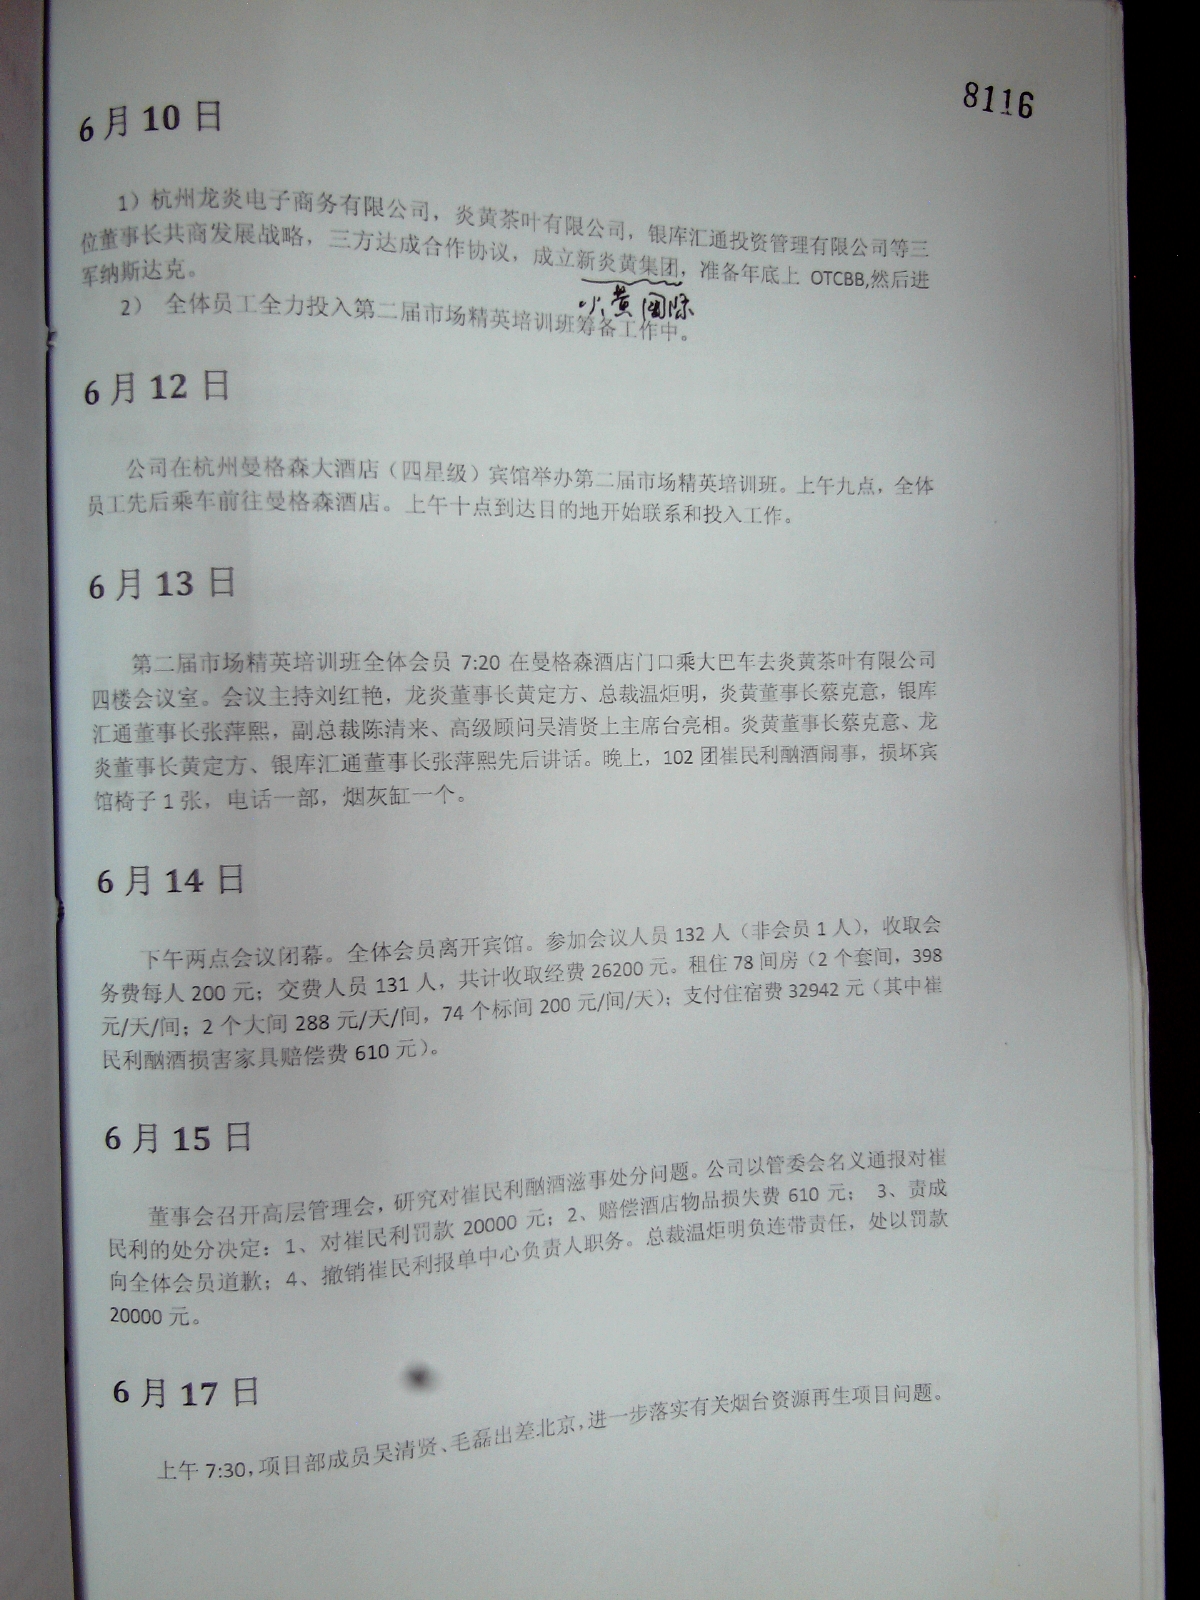 8116
6月10日
1）杭州龙炎电子商务有限公司，炎黄茶叶有限公司，银库汇通投资管理有限公司等三
位董事长共商发展战略，三方达成合作协议，成立新炎黄集团，准备年底上 OTCBB,然后进
军纳斯达克。
黄国际
2） 全体员工全力投入第二届市场精英培训班筹备工作中。
6月12日
公司在杭州曼格森大酒店（四星级）宾馆举办第二届市场精英培训班。上午九点，全体
员工先后乘车前往曼格森酒店。上午十点到达目的地开始联系和投入工作。
6月13日
第二届市场精英培训班全体会员 7:20 在曼格森酒店门口乘大巴车去炎黄茶叶有限公司
四楼会议室。会议主持刘红艳，龙炎董事长黄定方、总裁温炬明，炎黄董事长蔡克意，银库
汇通董事长张萍熙，副总裁陈清来、高级顾问吴清贤上主席台亮相。炎黄董事长蔡克意、龙
炎董事长黄定方、银库汇通董事长张萍熙先后讲话。晚上，102 团崔民利酗酒闹事，损坏宾
馆椅子 1 张，电话一部，烟灰缸一个。
6月14日
下午两点会议闭幕。全体会员离开宾馆。参加会议人员 132 人（非会员 1 人），收取会
务费每人 200 元；交费人员 131 人，共计收取经费 26200 元。租住 78 间房（2 个套间，398
元/天/间；2 个大间 288 元/天/间，74 个标间 200 元/间/天）；支付住宿费 32942 元（其中崔
民利酗酒损害家具赔偿费 610 元）。
6月15日
董事会召开高层管理会，研究对崔民利酗酒滋事处分问题。公司以管委会名义通报对崔
民利的处分决定：1、对崔民利罚款 20000 元；2、赔偿酒店物品损失费 610 元； 3、责成
向全体会员道歉；4、撤销崔民利报单中心负责人职务。总裁温炬明负连带责任，处以罚款
20000 元。
6月17日
上午 7:30,项目部成员吴清贤、毛磊出差北京,进一步落实有关烟台资源再生项目问题。